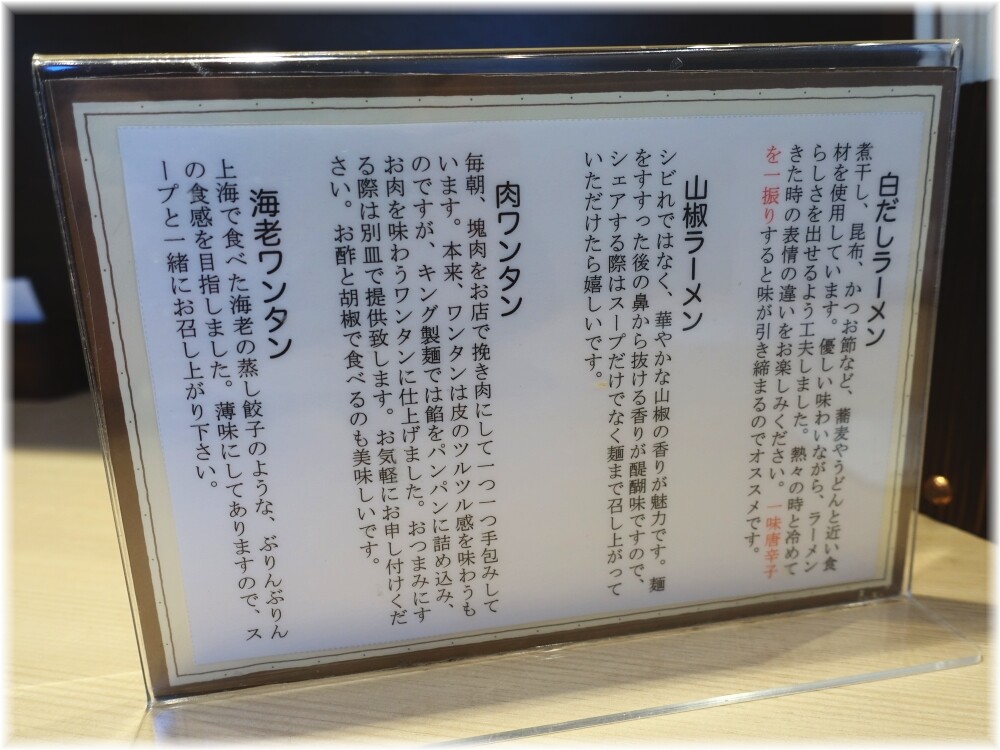 白だしラーメン
煮干し、昆布、かつお節など、蕎麦やうどんと近い食
材を使用しています。優しい味わいながら、ラーメン
らしさを出せるよう工夫しました。熱々の時と冷めて
きた時の表情の違いをお楽しみください。一味唐辛子
を一振りすると味が引き締まるのでオススメです。
山椒ラーメン
シビれではなく、華やかな山椒の香りが魅力です。麺
をすすった後の鼻から抜ける香りが醍醐味ですので、
シェアする際はスープだけでなく麺まで召し上がって
いただけたら嬉しいです。
肉ワンタン
毎朝、塊肉をお店で挽き肉にして一つ一つ手包みして
います。本来、ワンタンは皮のツルツル感を味わうも
のですが、キング製麺では餡をパンパンに詰め込み、
お肉を味わうワンタンに仕上げました。おつまみにす
る際は別皿で提供致します。お気軽にお申し付けくだ
さい。お酢と胡椒で食べるのも美味しいです。
海老ワンタン
上海で食べた海老の蒸し餃子のような、ぷりんぷりん
の食感を目指しました。薄味にしてありますので、ス
ープと一緒にお召し上がり下さい。